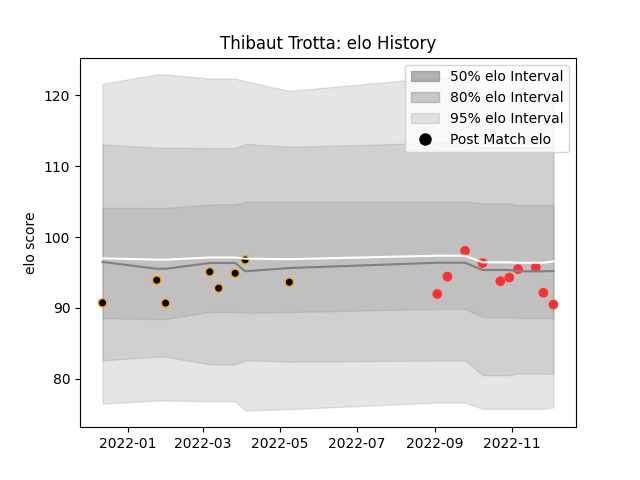 Thibaut Trotta: elo History
50% elo Interval
80% elo Interval
95% elo Interval
Post Match elo
elo score
120
110
100
90
80
2022-01
2022-03
2022-05
2022-07
2022-09
2022-11